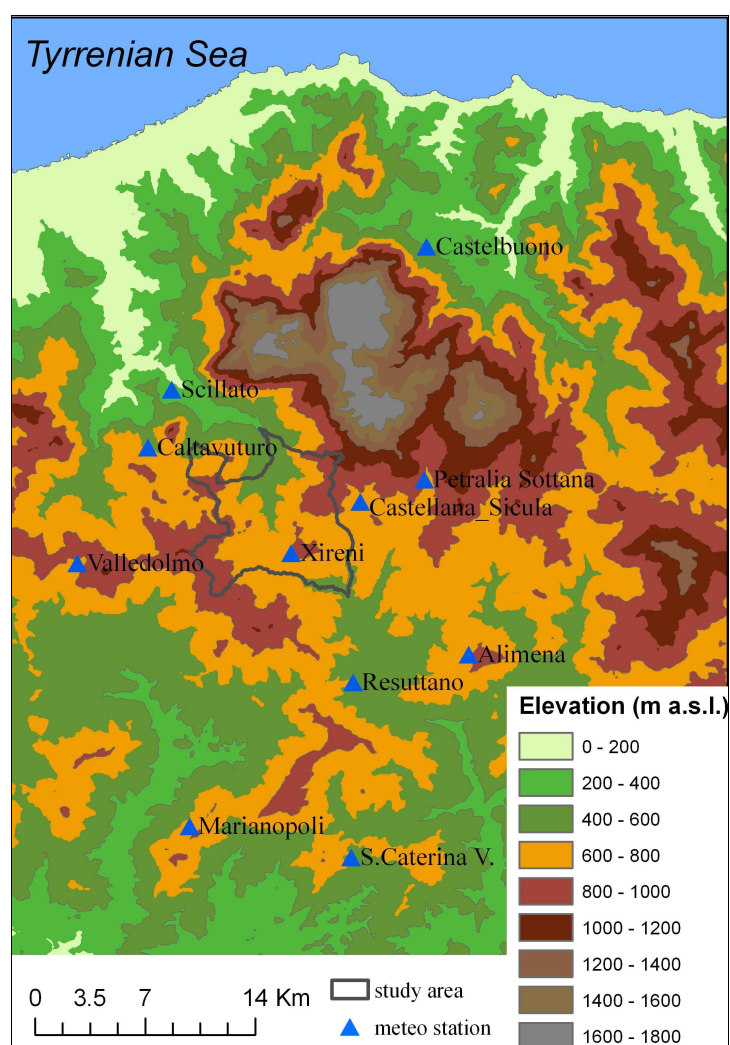 Tyrrenian Sea
Castelbuono
Scillato
Caltavuturo
Petralia Sottana
Castellana_Sicula
Xireni
Valledolmo
Alimena
Resuttano
Marianopoli
S.Caterina V.
Elevation (m a.s.l.)
0 - 200
200 - 400
400 - 600
600 - 800
800 - 1000
1000 - 1200
1200 - 1400
1400 - 1600
1600 - 1800
0 3.5 7 14 Km
study area
meteo station